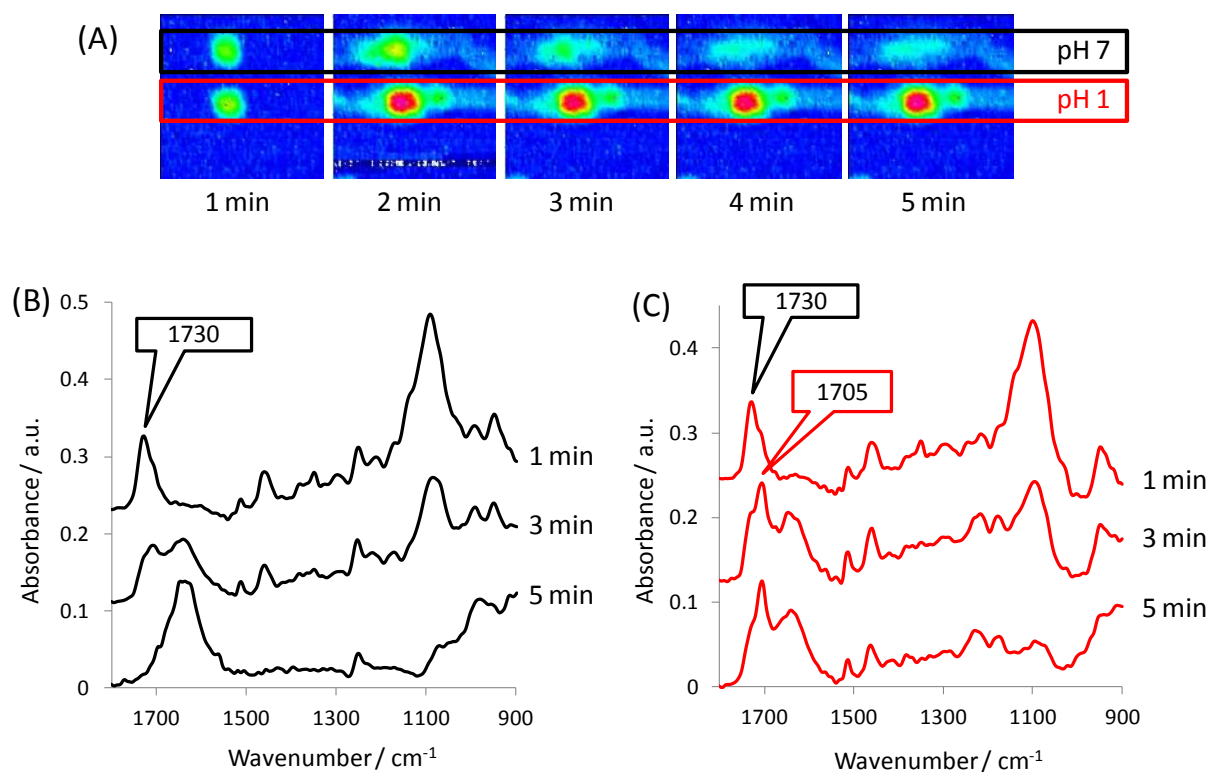 (A)
pH 7
pH 1
1 min 2 min 3 min 4 min 5 min
(B)
0.5
0.4
0.3
0.2
0.1
0
Absorbance / a.u.
1730
1 min
3 min
5 min
1700 1500 1300 1100 900
Wavenumber / cm⁻¹
(C)
0.4
0.3
0.2
0.1
0
Absorbance / a.u.
1730
1705
1 min
3 min
5 min
1700 1500 1300 1100 900
Wavenumber / cm⁻¹